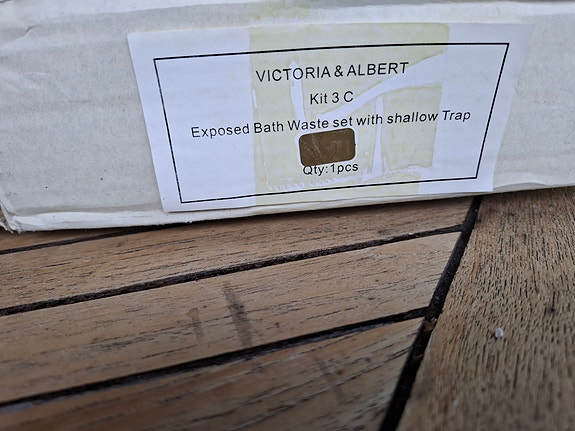 VICTORIA & ALBERT
Kit 3 C
Exposed Bath Waste set with shallow Trap
Qty:1pcs